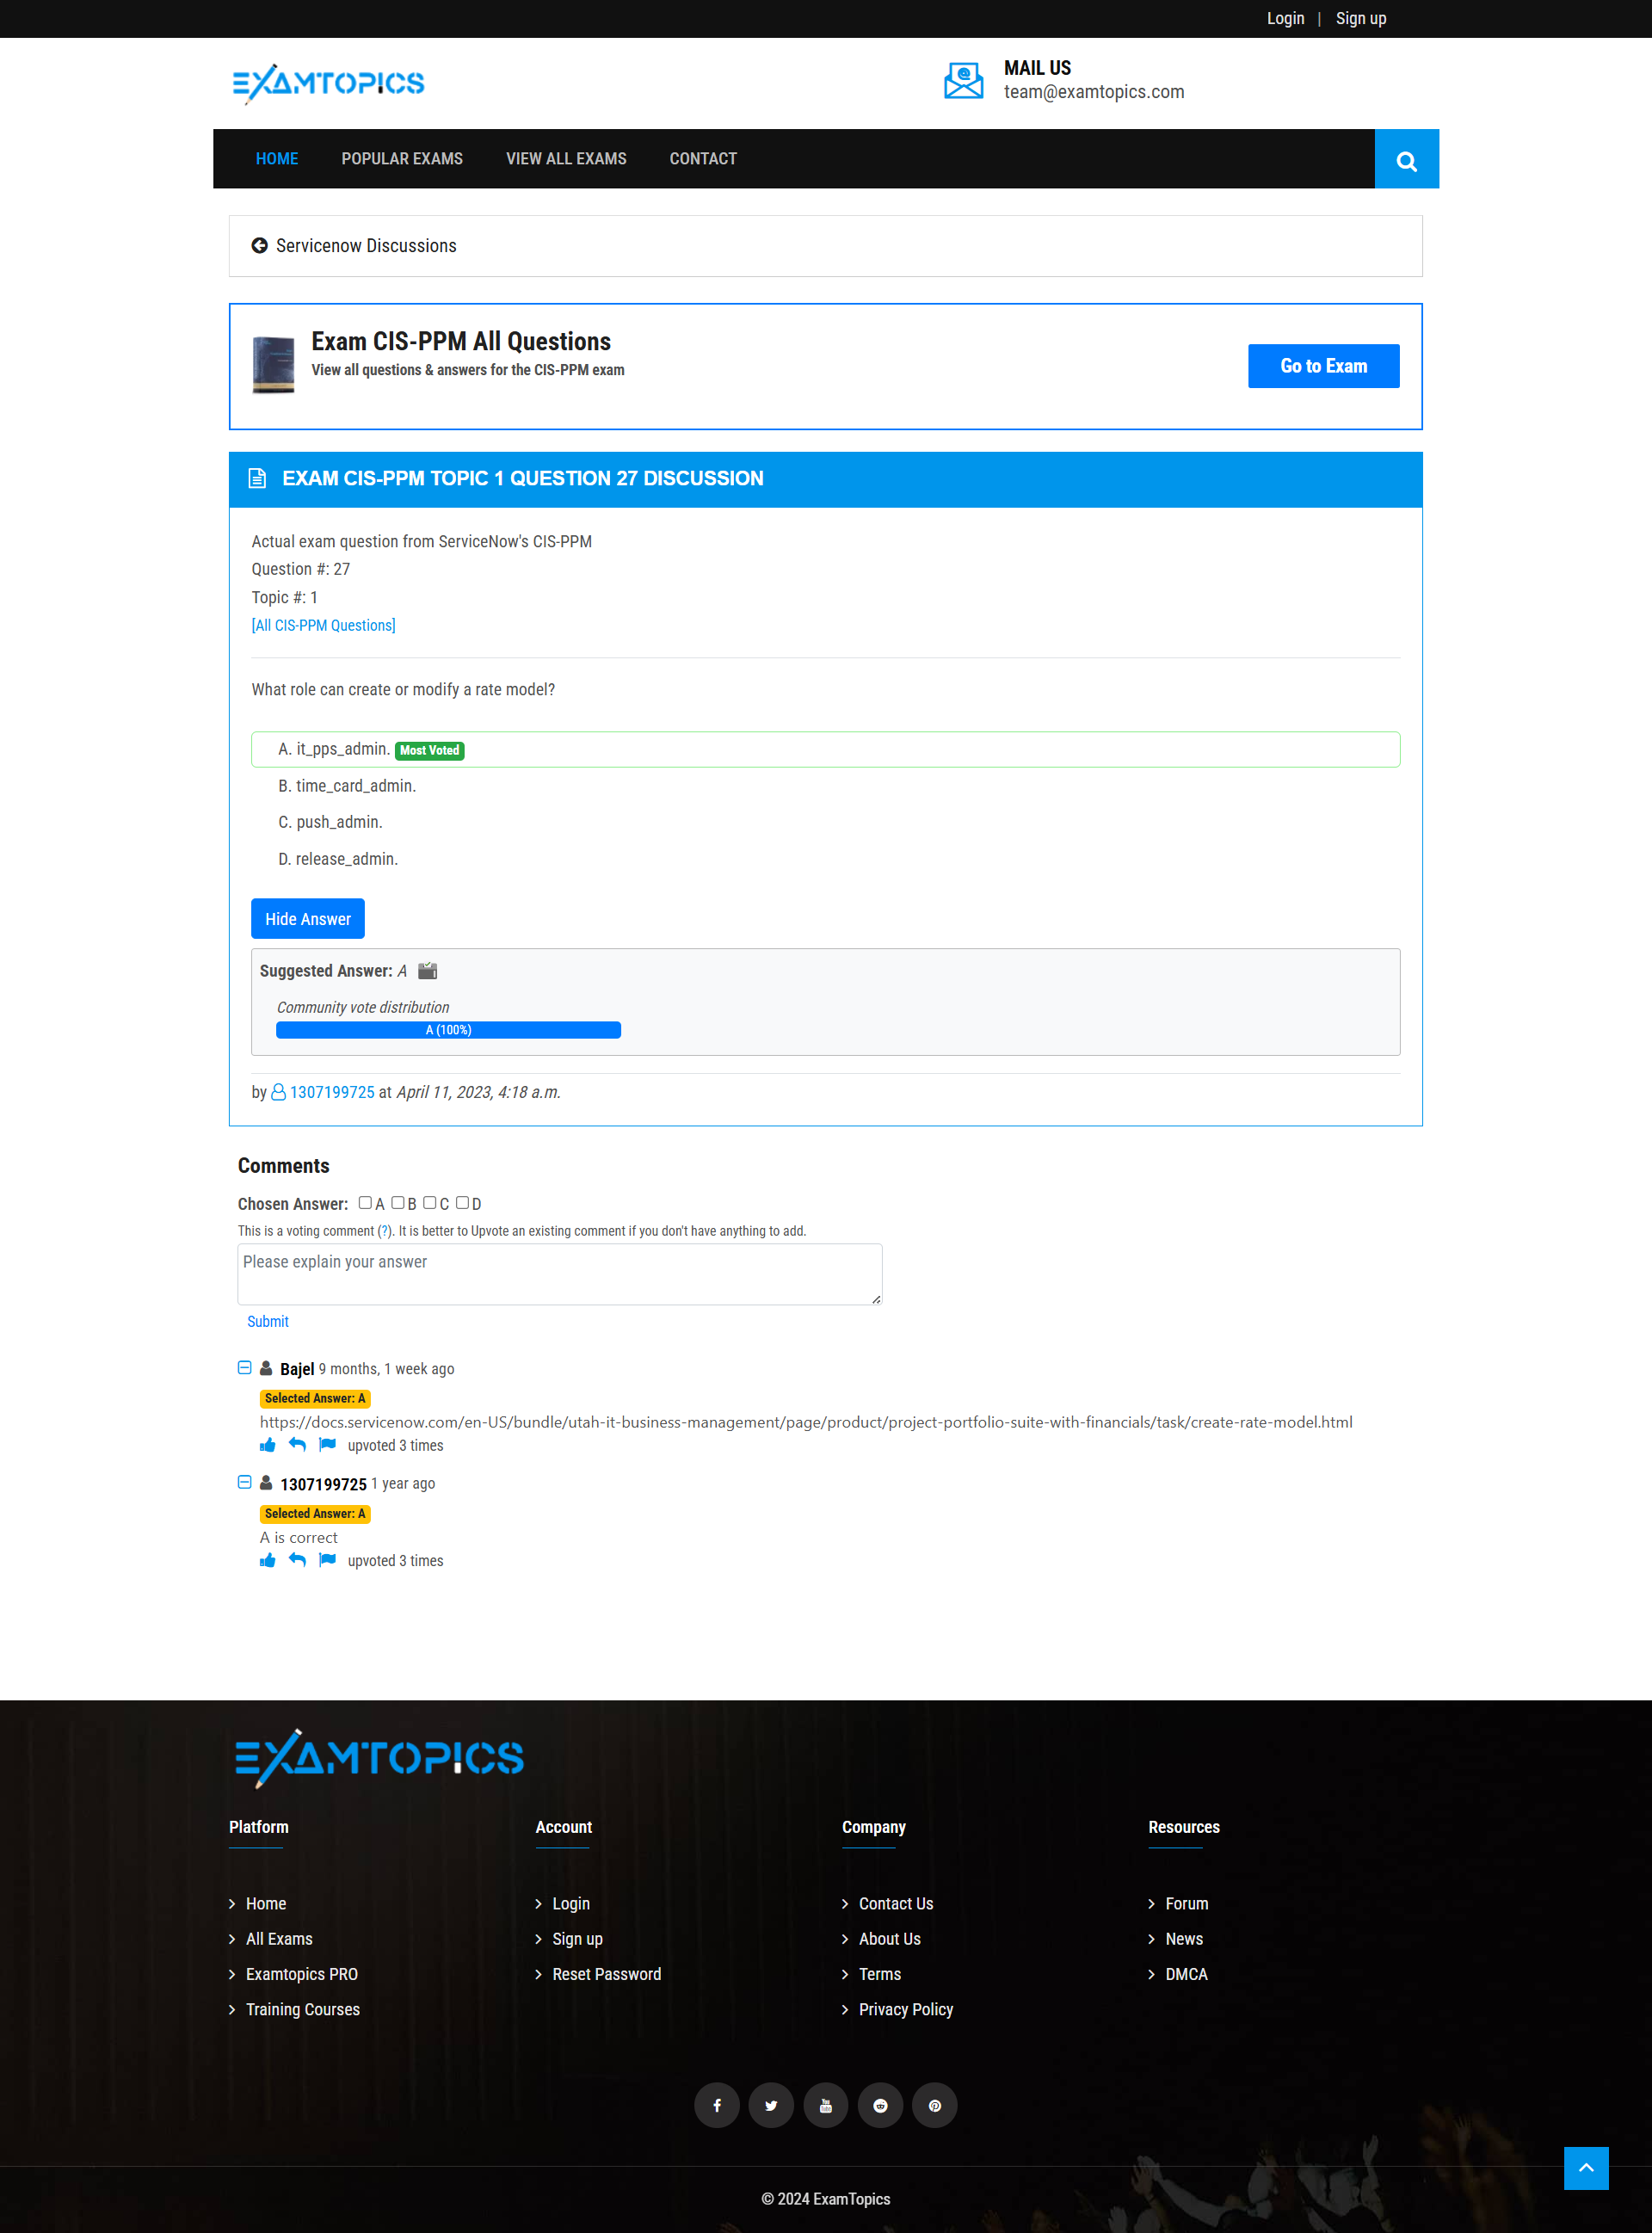 Login | Sign up
EXAMTOPICS
MAIL US
team@examtopics.com
HOME POPULAR EXAMS VIEW ALL EXAMS CONTACT
Servicenow Discussions
Exam CIS-PPM All Questions
View all questions & answers for the CIS-PPM exam
Go to Exam
EXAM CIS-PPM TOPIC 1 QUESTION 27 DISCUSSION
Actual exam question from ServiceNow's CIS-PPM
Question #: 27
Topic #: 1
[All CIS-PPM Questions]
What role can create or modify a rate model?
A. it_pps_admin. Most Voted
B. time_card_admin.
C. push_admin.
D. release_admin.
Hide Answer
Suggested Answer: A
Community vote distribution
A (100%)
by 1307199725 at April 11, 2023, 4:18 a.m.
Comments
Chosen Answer: A B C D
This is a voting comment (?). It is better to Upvote an existing comment if you don't have anything to add.
Please explain your answer
Submit
Bajel 9 months, 1 week ago
Selected Answer: A
https://docs.servicenow.com/en-US/bundle/utah-it-business-management/page/product/project-portfolio-suite-with-financials/task/create-rate-model.html
upvoted 3 times
1307199725 1 year ago
Selected Answer: A
A is correct
upvoted 3 times
EXAMTOPICS
Platform
Home
All Exams
Examtopics PRO
Training Courses
Account
Login
Sign up
Reset Password
Company
Contact Us
About Us
Terms
Privacy Policy
Resources
Forum
News
DMCA
© 2024 ExamTopics